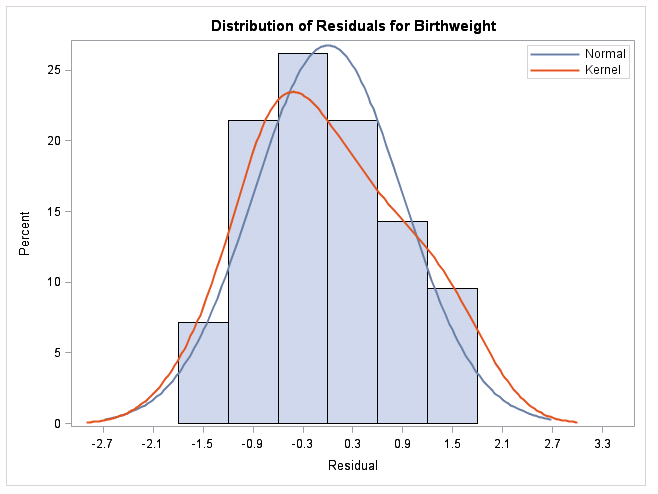 Distribution of Residuals for Birthweight
Normal
Kernel
25
20
15
10
5
0
Percent
-2.7 -2.1 -1.5 -0.9 -0.3 0.3 0.9 1.5 2.1 2.7 3.3
Residual